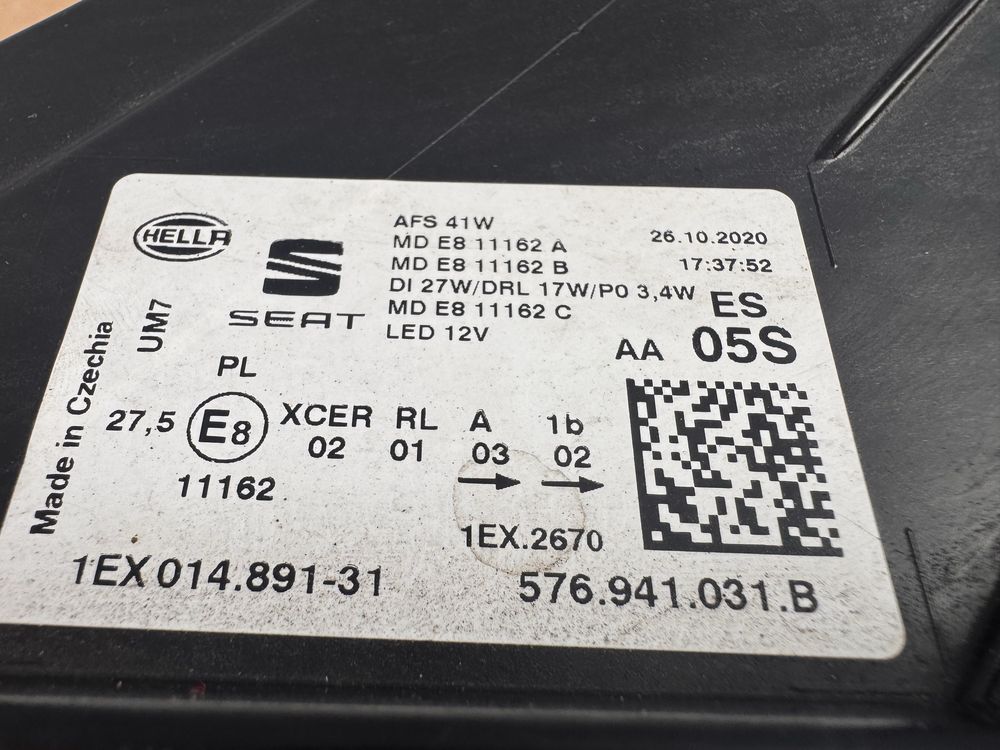 HELLA
SEAT
AFS 41W
MD E8 11162 A
MD E8 11162 B
DI 27W/DRL 17W/P0 3,4W
MD E8 11162 C
LED 12V
26.10.2020
17:37:52
ES
AA 05S
Made in Czechia
UM7
PL
27,5 E8 XCER RL A 1b
02 01 03 02
11162
1EX.2670
1EX 014.891-31
576.941.031.B